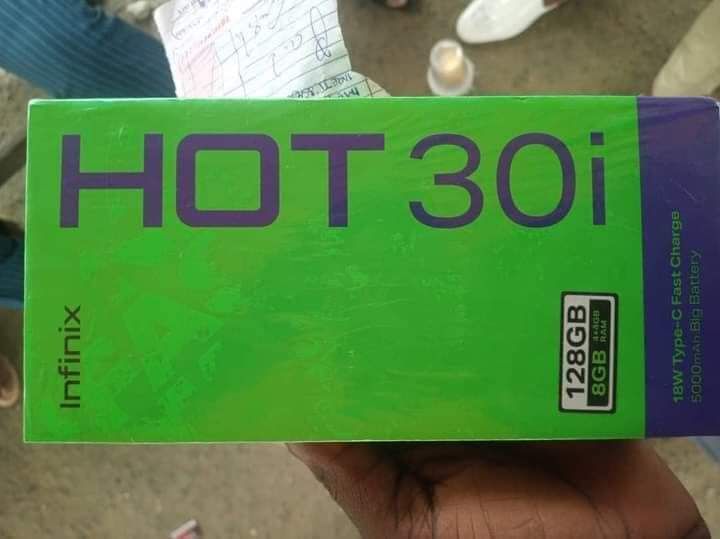 HOT 30i
Infinix
128GB
8GB 4+4GB
RAM
18W Type-C Fast Charge
5000mAh Big Battery